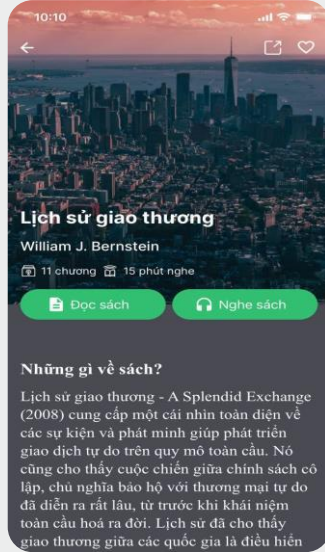 10:10
Lịch sử giao thương
William J. Bernstein
11 chương 15 phút nghe
Đọc sách Nghe sách
Những gì về sách?
Lịch sử giao thương - A Splendid Exchange
(2008) cung cấp một cái nhìn toàn diện về
các sự kiện và phát minh giúp phát triển
giao dịch tự do trên quy mô toàn cầu. Nó
cũng cho thấy cuộc chiến giữa chính sách cô
lập, chủ nghĩa bảo hộ với thương mại tự do
đã diễn ra rất lâu, từ trước khi khái niệm
toàn cầu hoá ra đời. Lịch sử đã cho thấy
giao thương giữa các quốc gia là điều hiển